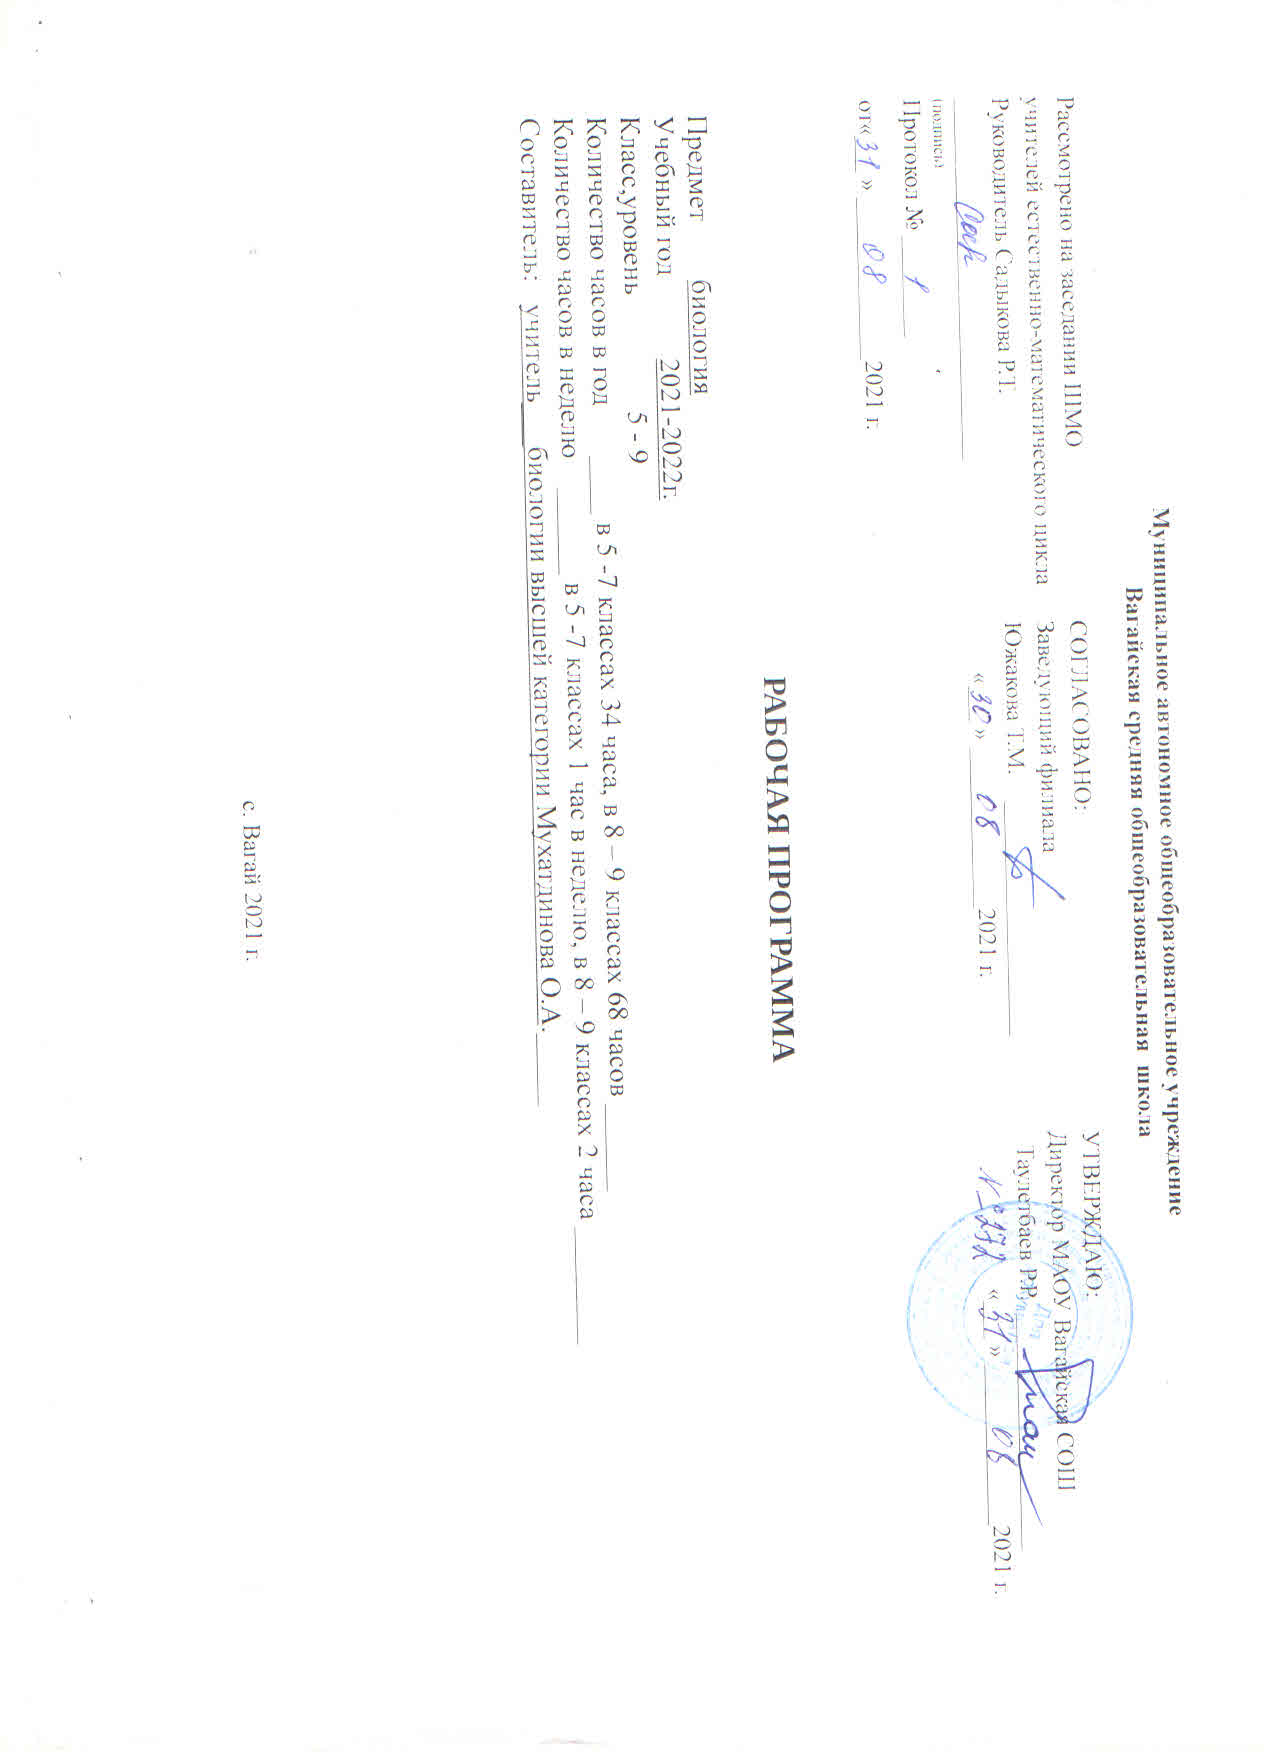 Муниципальное автономное общеобразовательное учреждение
Вагайская средняя общеобразовательная школа
Рассмотрено на заседании ШМО
учителей естественно-математического цикла
Руководитель Садыкова Р.Т.
(подпись)
Протокол № 1
от«31» 08 2021 г.
СОГЛАСОВАНО:
Заведующий филиала
Южакова Т.М.
«30» 08 2021 г.
УТВЕРЖДАЮ:
Директор МАОУ Вагайская СОШ
Таулетбаев Р.Р.
№ 272 «31» 08 2021 г.
РАБОЧАЯ ПРОГРАММА
Предмет биология
Учебный год 2021-2022г.
Класс,уровень 5 - 9
Количество часов в год в 5 -7 классах 34 часа, в 8 – 9 классах 68 часов
Количество часов в неделю в 5 -7 классах 1 час в неделю, в 8 – 9 классах 2 часа
Составитель: учитель биологии высшей категории Мухатдинова О.А.
с. Вагай 2021 г.